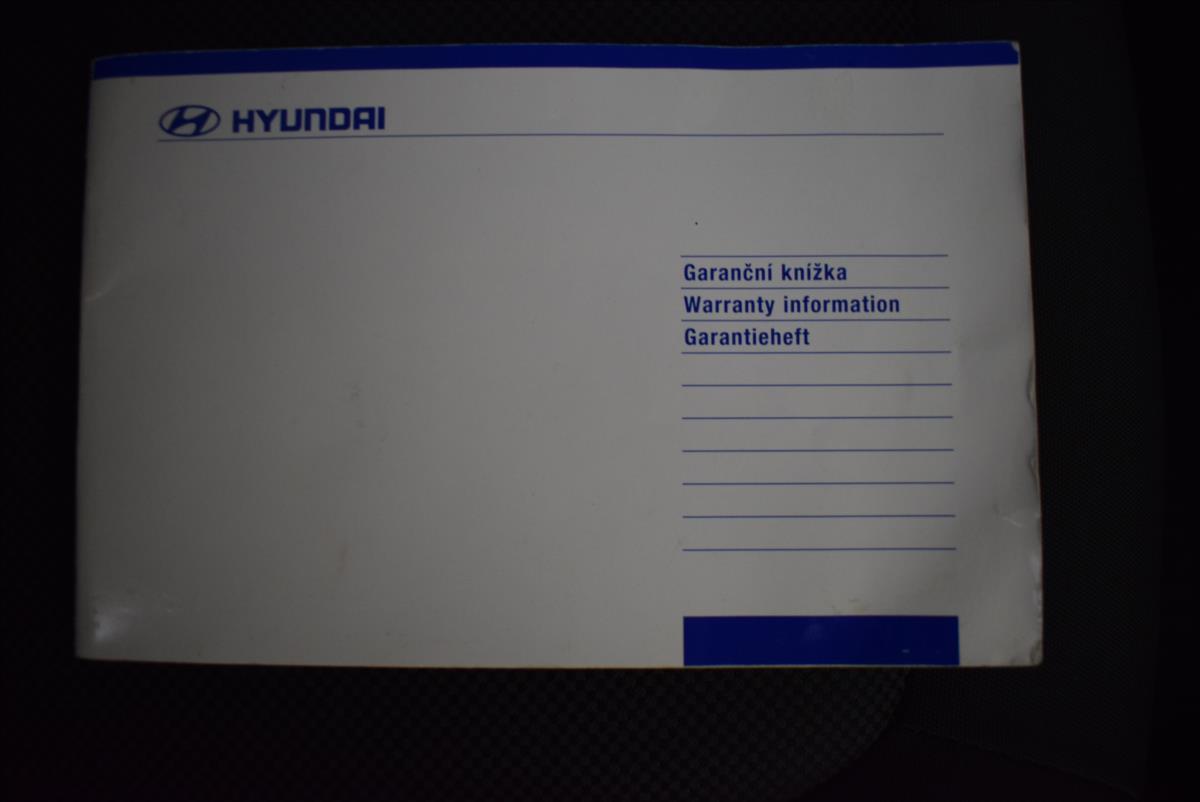 HYUNDAI
Garanční knížka
Warranty information
Garantieheft